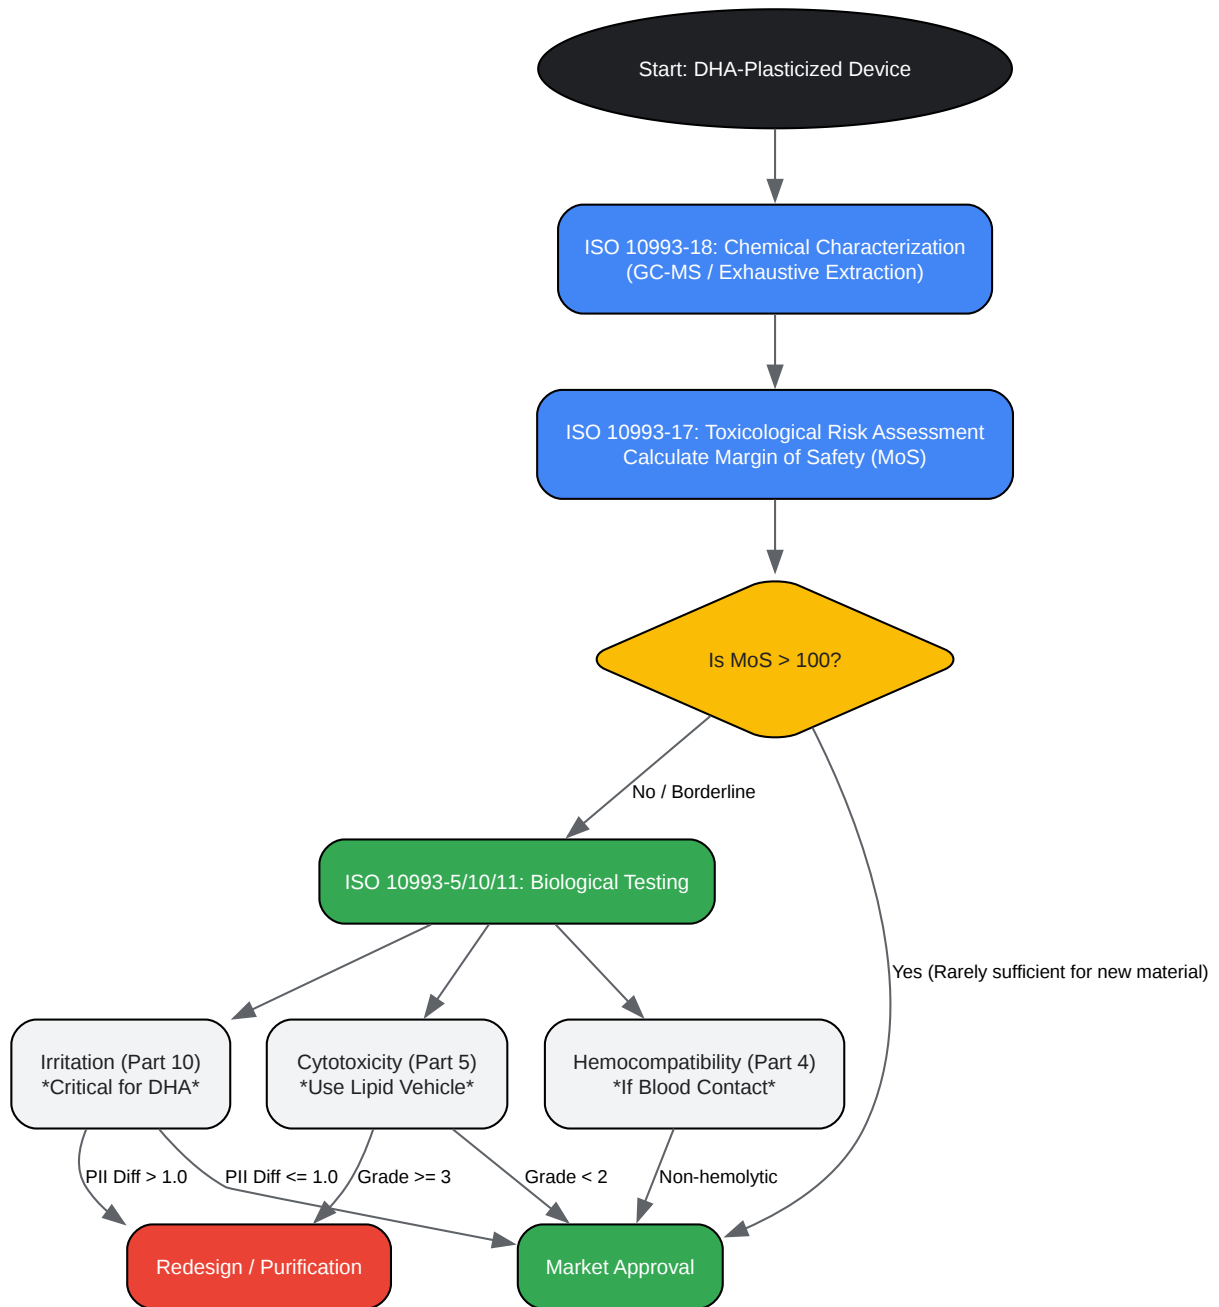 Start: DHA-Plasticized Device
ISO 10993-18: Chemical Characterization
(GC-MS / Exhaustive Extraction)
ISO 10993-17: Toxicological Risk Assessment
Calculate Margin of Safety (MoS)
Is MoS > 100?
No / Borderline
ISO 10993-5/10/11: Biological Testing
Yes (Rarely sufficient for new material)
Irritation (Part 10)
*Critical for DHA*
Cytotoxicity (Part 5)
*Use Lipid Vehicle*
Hemocompatibility (Part 4)
*If Blood Contact*
PII Diff > 1.0
PII Diff <= 1.0
Grade >= 3
Grade < 2
Non-hemolytic
Redesign / Purification
Market Approval